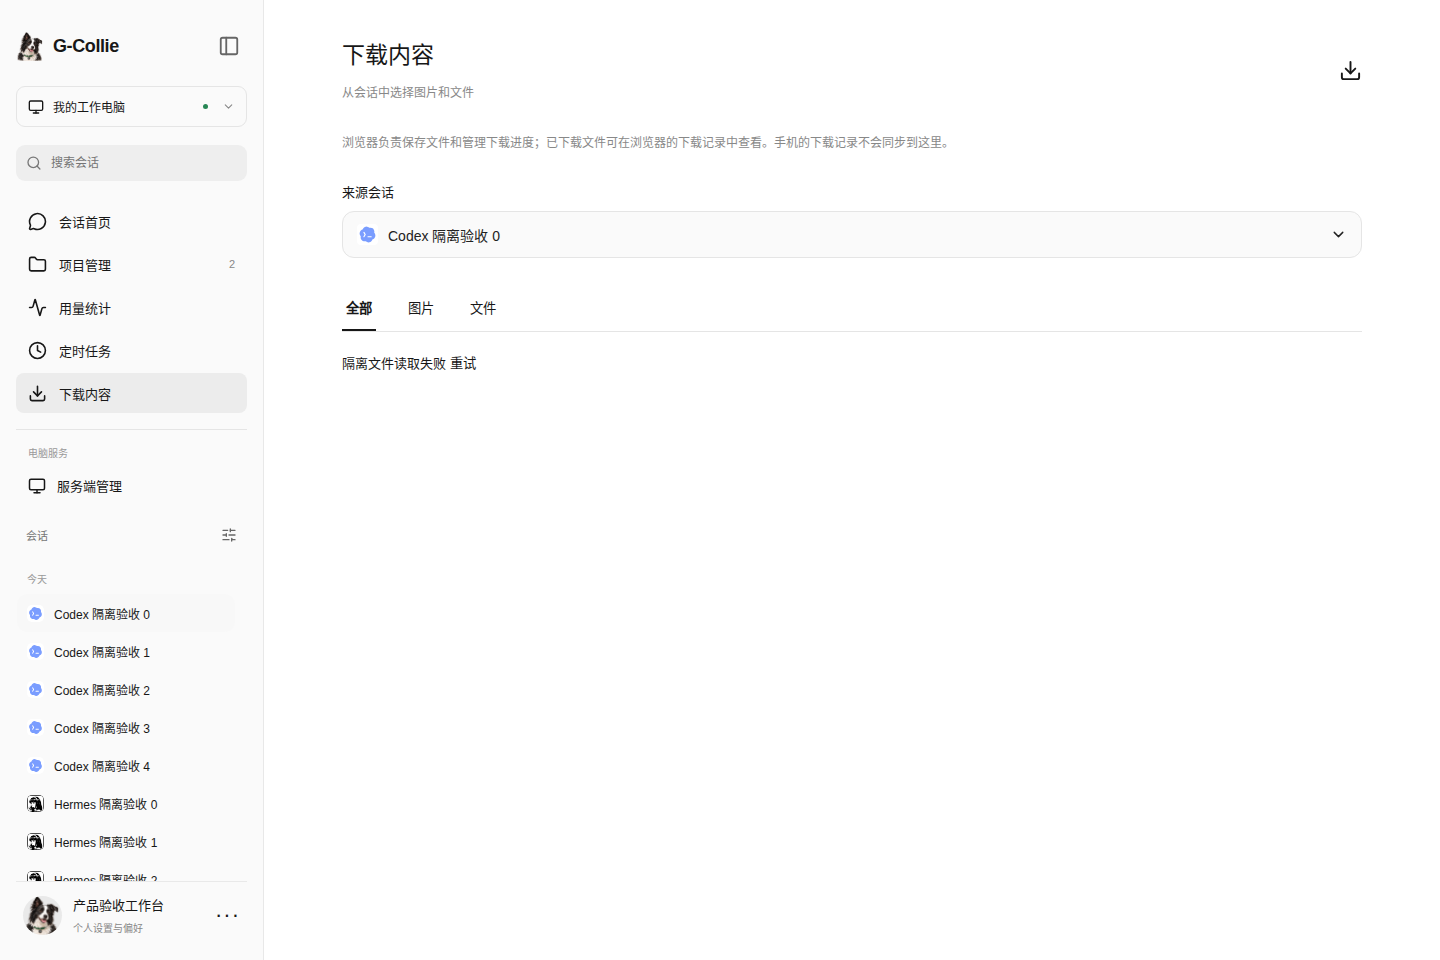 G-Collie
我的工作电脑
搜索会话
会话首页
项目管理 2
用量统计
定时任务
下载内容
电脑服务
服务端管理
会话
今天
Codex 隔离验收 0
Codex 隔离验收 1
Codex 隔离验收 2
Codex 隔离验收 3
Codex 隔离验收 4
Hermes 隔离验收 0
Hermes 隔离验收 1
Hermes 隔离验收 2
产品验收工作台
个人设置与偏好
下载内容
从会话中选择图片和文件
浏览器负责保存文件和管理下载进度；已下载文件可在浏览器的下载记录中查看。手机的下载记录不会同步到这里。
来源会话
Codex 隔离验收 0
全部 图片 文件
隔离文件读取失败 重试